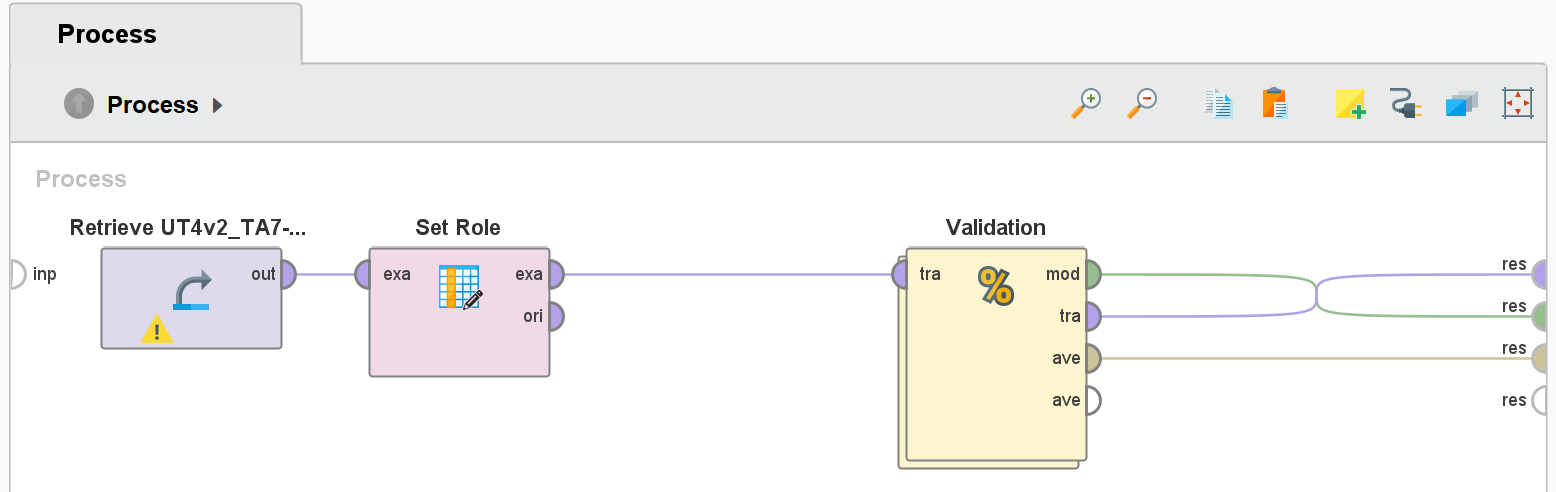 Process
Process
Process
Retrieve UT4v2_TA7-... Set Role Validation
inp out exa exa tra mod res
ori tra res
ave res
ave res